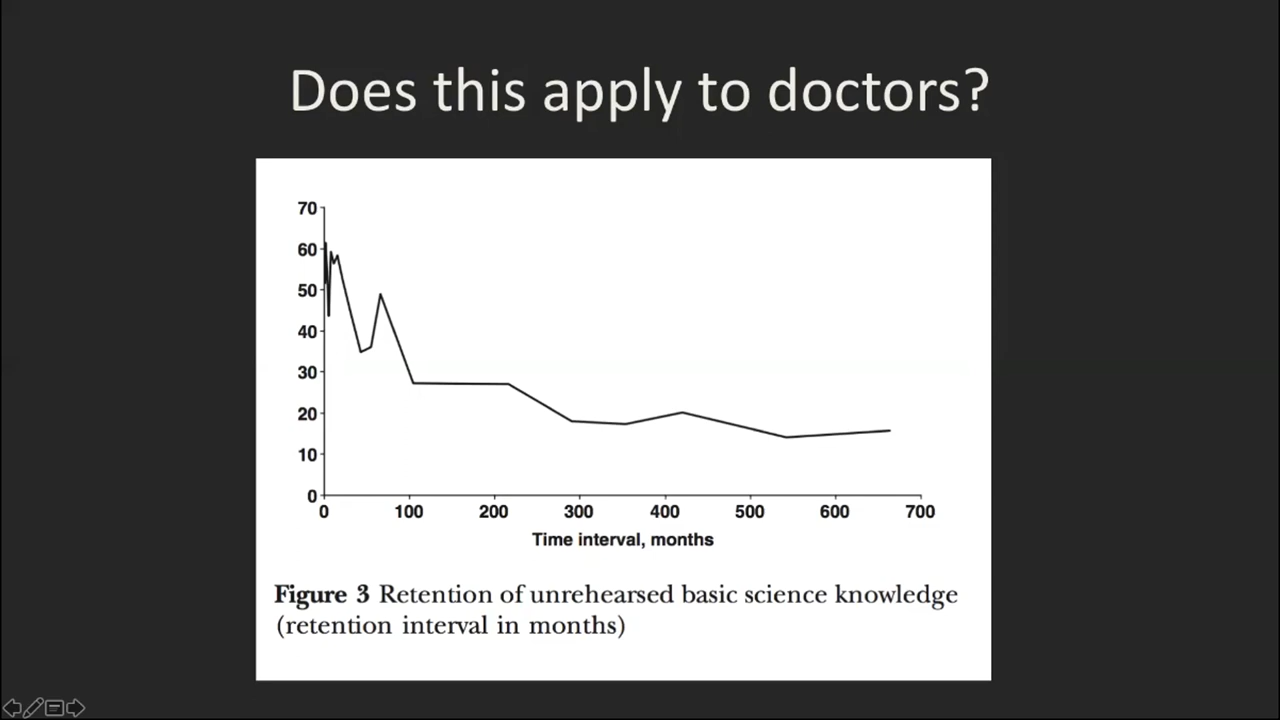 Does this apply to doctors?
70
60
50
40
30
20
10
0
0 100 200 300 400 500 600 700
Time interval, months
Figure 3 Retention of unrehearsed basic science knowledge
(retention interval in months)